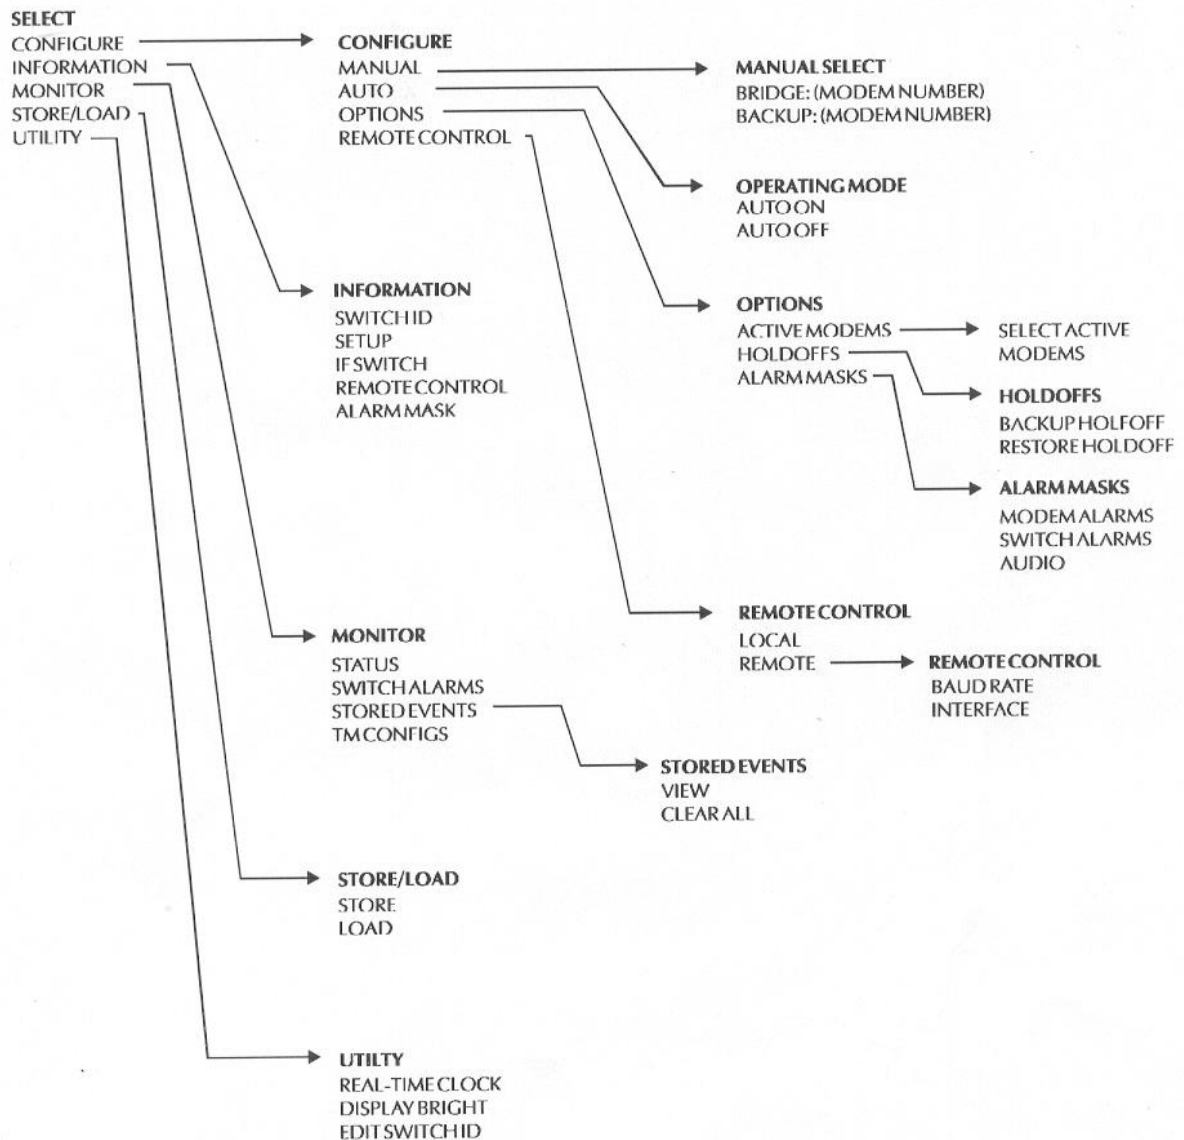 SELECT
CONFIGURE
INFORMATION
MONITOR
STORE/LOAD
UTILITY
CONFIGURE
MANUAL
AUTO
OPTIONS
REMOTE CONTROL
MANUAL SELECT
BRIDGE: (MODEM NUMBER)
BACKUP: (MODEM NUMBER)
OPERATING MODE
AUTO ON
AUTO OFF
OPTIONS
ACTIVE MODEMS
HOLDOFFS
ALARM MASKS
SELECT ACTIVE
MODEMS
HOLDOFFS
BACKUP HOLFOFF
RESTORE HOLDOFF
ALARM MASKS
MODEM ALARMS
SWITCH ALARMS
AUDIO
REMOTE CONTROL
LOCAL
REMOTE
REMOTE CONTROL
BAUD RATE
INTERFACE
INFORMATION
SWITCH ID
SETUP
IF SWITCH
REMOTE CONTROL
ALARM MASK
MONITOR
STATUS
SWITCH ALARMS
STORED EVENTS
TM CONFIGS
STORED EVENTS
VIEW
CLEAR ALL
STORE/LOAD
STORE
LOAD
UTILTY
REAL-TIME CLOCK
DISPLAY BRIGHT
EDIT SWITCH ID